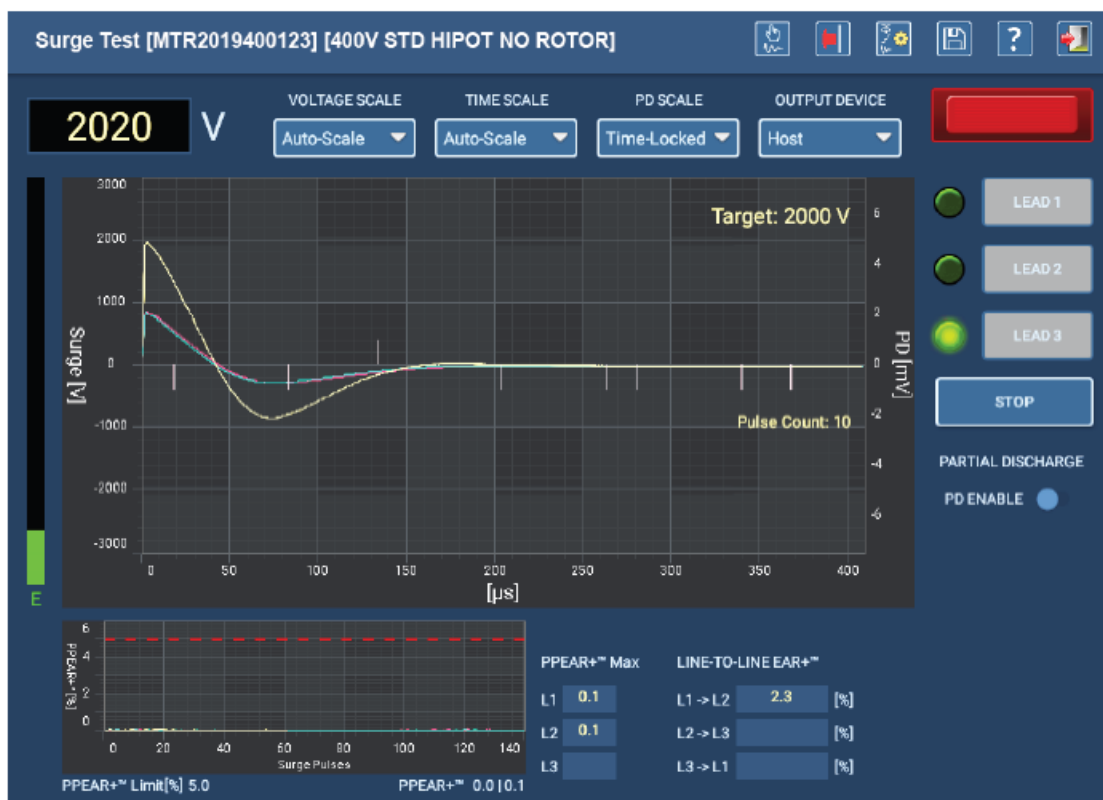 Surge Test [MTR2019400123] [400V STD HIPOT NO ROTOR]
?
VOLTAGE SCALE TIME SCALE PD SCALE OUTPUT DEVICE
2020 V Auto-Scale Auto-Scale Time-Locked Host
3000
2000
1000
0
-1000
-2000
-3000
Surge [V]
Target: 2000 V
Pulse Count: 10
6
4
2
0
-2
-4
-6
PD [mV]
0 50 100 150 200 250 300 350 400
[µs]
E
LEAD 1
LEAD 2
LEAD 3
STOP
PARTIAL DISCHARGE
PD ENABLE
PPEAR+™[%]
6
4
2
0
0 20 40 60 80 100 120 140
Surge Pulses
PPEAR+™ Limit[%] 5.0 PPEAR+™ 0.0|0.1
PPEAR+™ Max LINE-TO-LINE EAR+™
L1 0.1 L1 -> L2 2.3 [%]
L2 0.1 L2 -> L3 [%]
L3 L3 -> L1 [%]